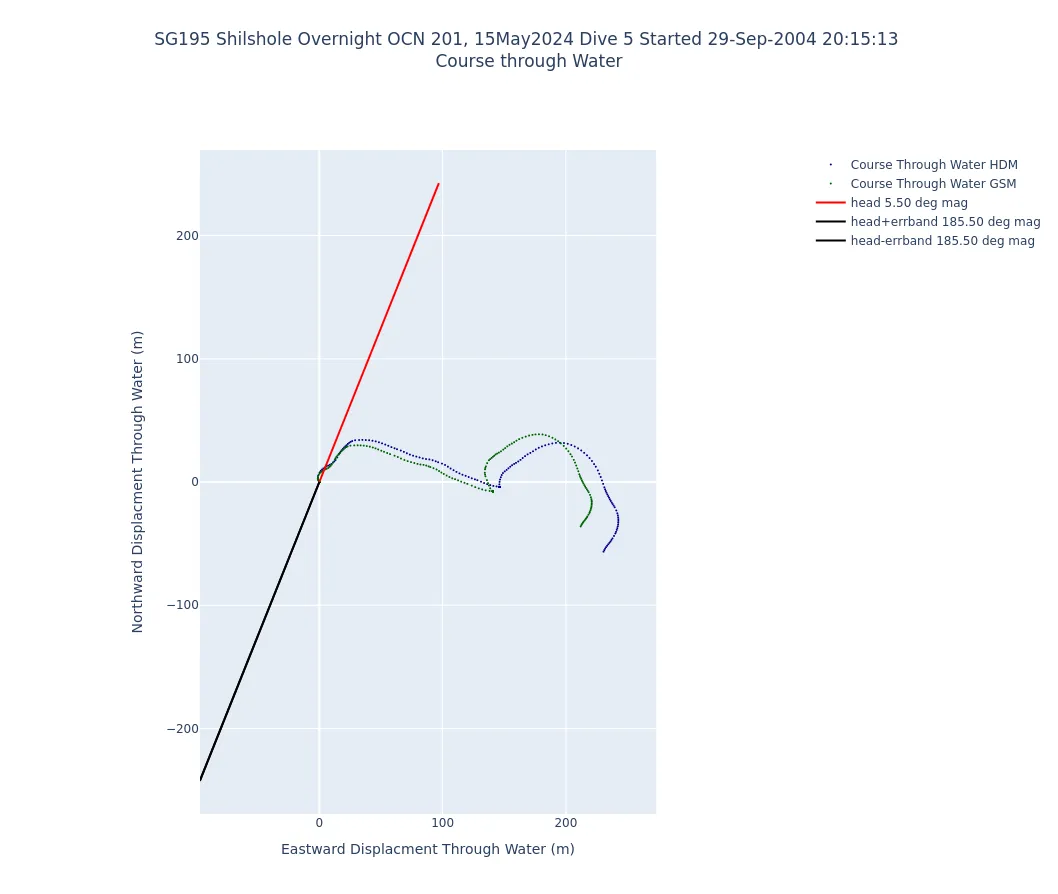 SG195 Shilshole Overnight OCN 201, 15May2024 Dive 5 Started 29-Sep-2004 20:15:13
Course through Water
Course Through Water HDM
Course Through Water GSM
head 5.50 deg mag
head+errband 185.50 deg mag
head-errband 185.50 deg mag
Northward Displacment Through Water (m)
200
100
0
−100
−200
0 100 200
Eastward Displacment Through Water (m)